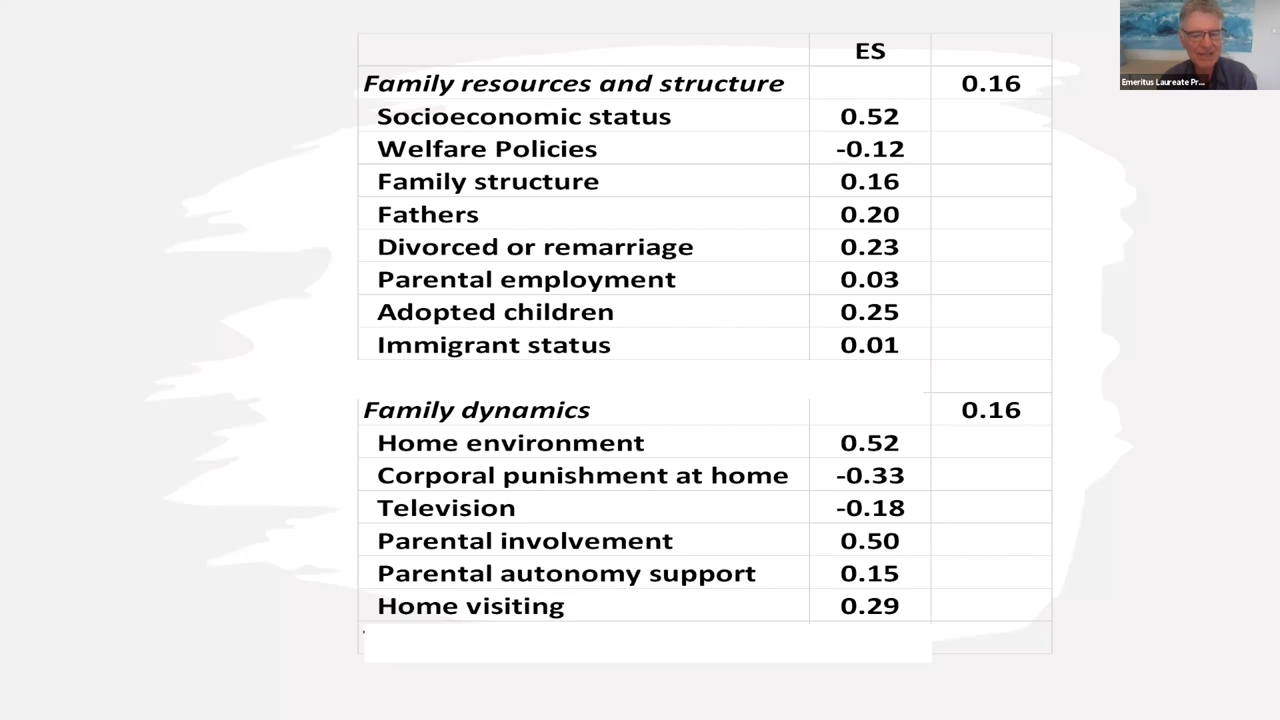 ES
Family resources and structure 0.16
Socioeconomic status 0.52
Welfare Policies -0.12
Family structure 0.16
Fathers 0.20
Divorced or remarriage 0.23
Parental employment 0.03
Adopted children 0.25
Immigrant status 0.01
Family dynamics 0.16
Home environment 0.52
Corporal punishment at home -0.33
Television -0.18
Parental involvement 0.50
Parental autonomy support 0.15
Home visiting 0.29
Emeritus Laureate Pr...